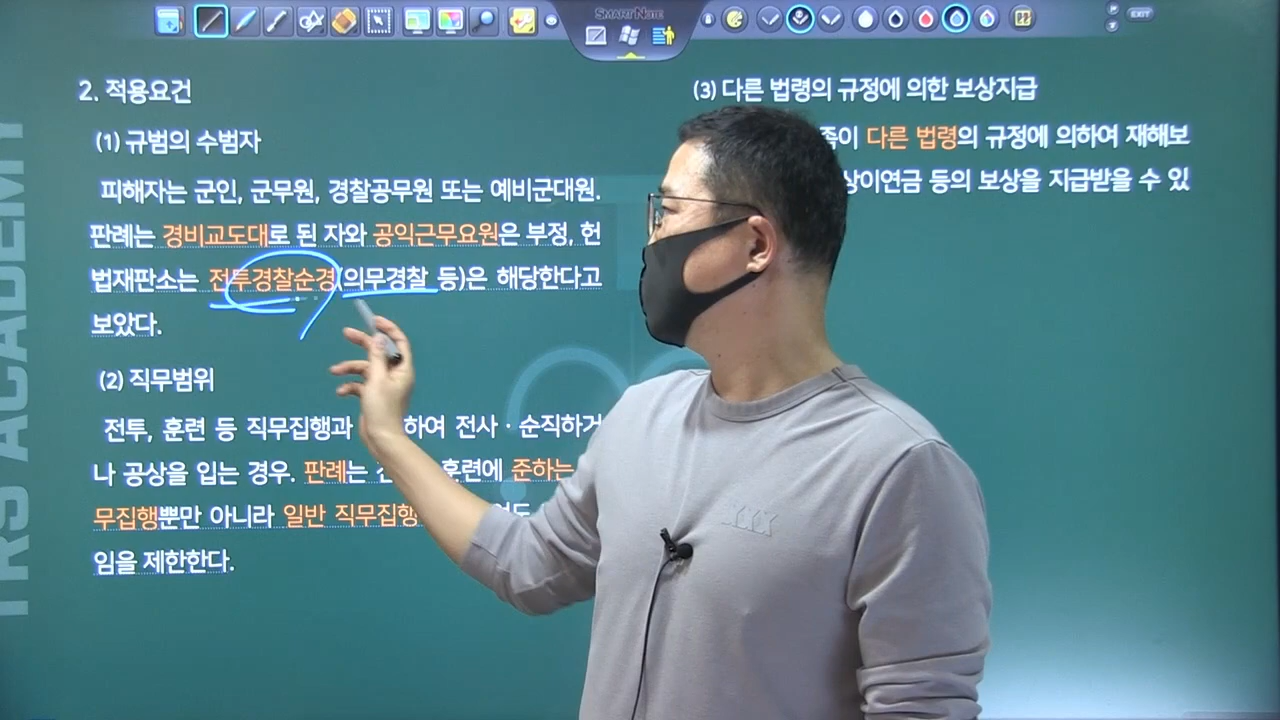 SMART NOTE
EXIT
2. 적용요건
(1) 규범의 수범자
피해자는 군인, 군무원, 경찰공무원 또는 예비군대원.
판례는 경비교도대로 된 자와 공익근무요원은 부정, 헌
법재판소는 전투경찰순경(의무경찰 등)은 해당한다고
보았다.
(2) 직무범위
전투, 훈련 등 직무집행과 하여 전사·순직하거
나 공상을 입는 경우. 판례는 훈련에 준하는
무집행뿐만 아니라 일반 직무집행
임을 제한한다.
(3) 다른 법령의 규정에 의한 보상지급
족이 다른 법령의 규정에 의하여 재해보
상이연금 등의 보상을 지급받을 수 있
TRS ACADEMY
XXX